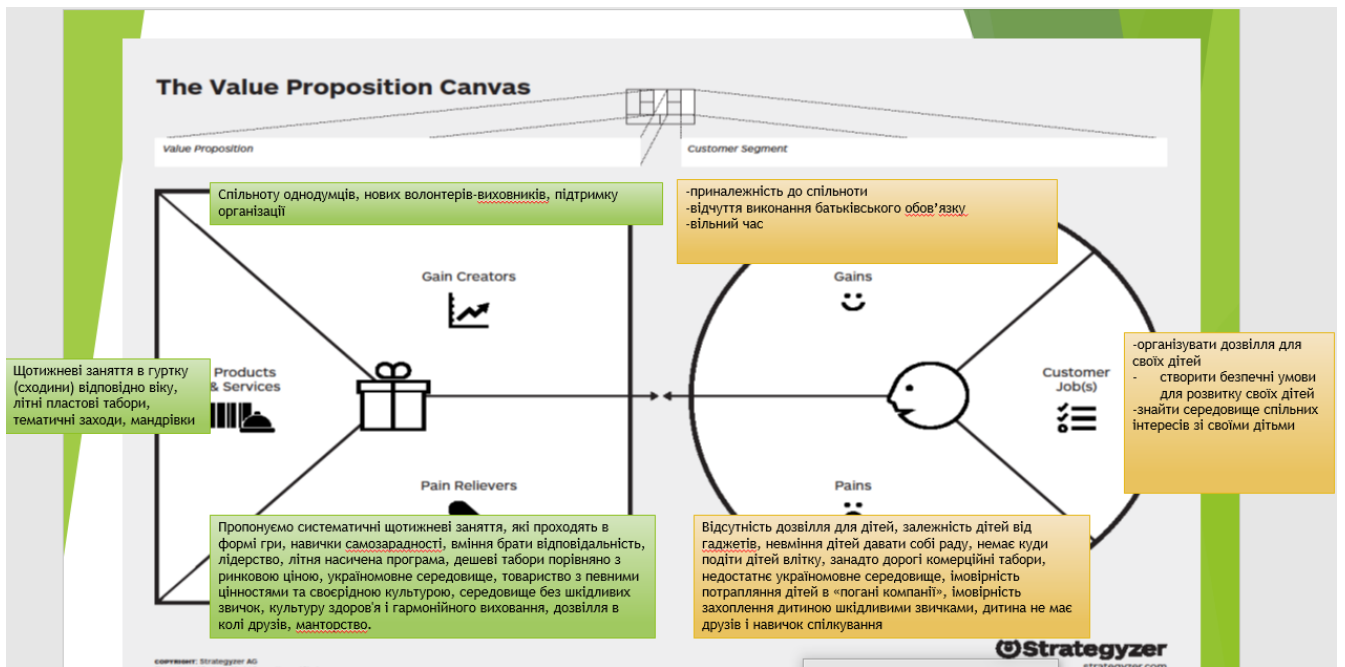 The Value Proposition Canvas
Value Proposition
Customer Segment
Спільноту однодумців, нових волонтерів-виховників, підтримку
організації
-приналежність до спільноти
-відчуття виконання батьківського обов’язку
-вільний час
Gain Creators
Gains
Щотижневі заняття в гуртку
(сходини) відповідно віку,
літні пластові табори,
тематичні заходи, мандрівки
Products
& Services
Customer
Job(s)
-організувати дозвілля для
своїх дітей
- створити безпечні умови
для розвитку своїх дітей
-знайти середовище спільних
інтересів зі своїми дітьми
Pain Relievers
Pains
Пропонуємо систематичні щотижневі заняття, які проходять в
формі гри, навички самозарадності, вміння брати відповідальність,
лідерство, літня насичена програма, дешеві табори порівняно з
ринковою ціною, україномовне середовище, товариство з певними
цінностями та своєрідною культурою, середовище без шкідливих
звичок, культуру здоров'я і гармонійного виховання, дозвілля в
колі друзів, манторство.
Відсутність дозвілля для дітей, залежність дітей від
гаджетів, невміння дітей давати собі раду, немає куди
подіти дітей влітку, занадто дорогі комерційні табори,
недостатнє україномовне середовище, імовірність
потрапляння дітей в «погані компанії», імовірність
захоплення дитиною шкідливими звичками, дитина не має
друзів і навичок спілкування
COPYRIGHT: Strategyzer AG
Strategyzer
strategyzer.com